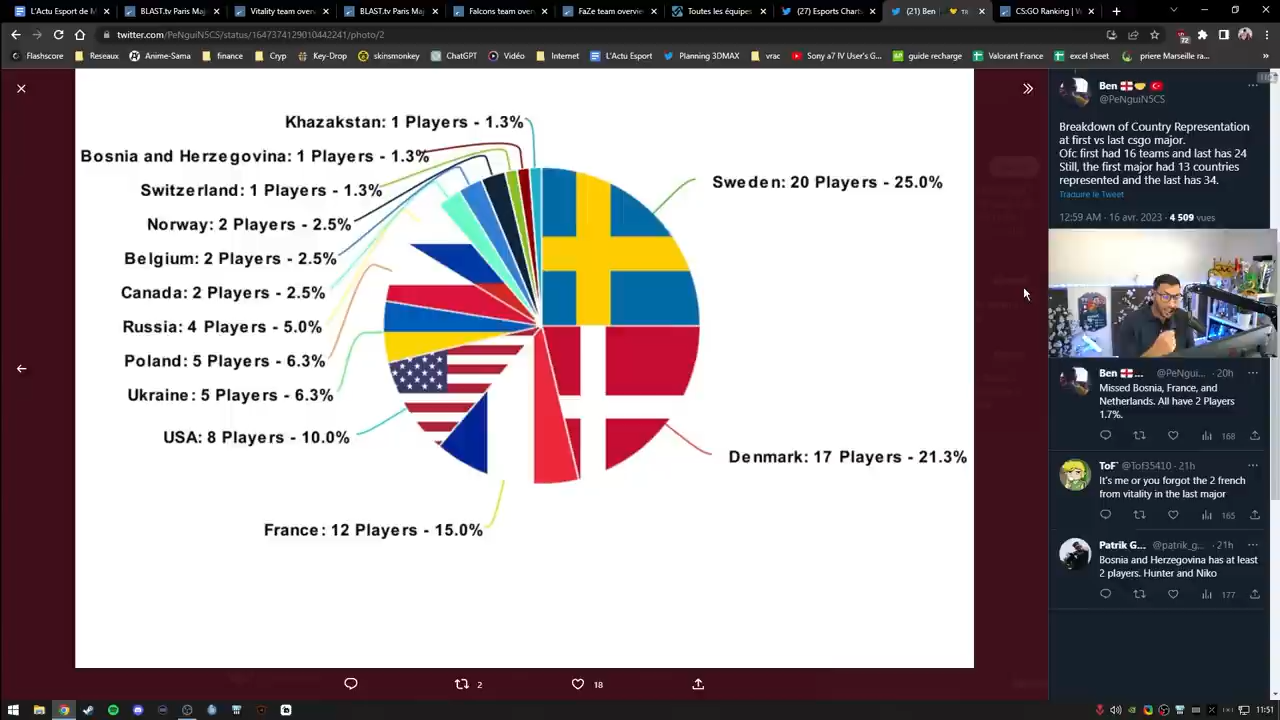 L'Actu Esport de M
BLAST.tv Paris Maj
Vitality team overv
BLAST.tv Paris Maj
Falcons team overv
FaZe team overvie
Toutes les équipes
(27) Esports Charts
(21) Ben
18
CS:GO Ranking | W
twitter.com/PeNguiN5CS/status/1647374129010442241/photo/2
Flashscore
Reseaux
Anime-Sama
finance
Cryp
Key-Drop
skinsmonkey
ChatGPT
Vidéo
Internet
L'Actu Esport
Planning 3DMAX
vrac
Sony a7 IV User's G...
guide recharge
Valorant France
excel sheet
priere Marseille ra...
Khazakstan: 1 Players - 1.3%
Bosnia and Herzegovina: 1 Players - 1.3%
Switzerland: 1 Players - 1.3%
Norway: 2 Players - 2.5%
Belgium: 2 Players - 2.5%
Canada: 2 Players - 2.5%
Russia: 4 Players - 5.0%
Poland: 5 Players - 6.3%
Ukraine: 5 Players - 6.3%
USA: 8 Players - 10.0%
France: 12 Players - 15.0%
Sweden: 20 Players - 25.0%
Denmark: 17 Players - 21.3%
2
18
Ben
@PeNguiN5CS
Breakdown of Country Representation
at first vs last csgo major.
Ofc first had 16 teams and last has 24
Still, the first major had 13 countries
represented and the last has 34.
Traduire le Tweet
12:59 AM · 16 avr. 2023 · 4 509 vues
Ben ... @PeNgui... · 20h
Missed Bosnia, France, and
Netherlands. All have 2 Players
1.7%.
168
ToF @Tof35410 · 21h
It's me or you forgot the 2 french
from vitality in the last major
165
Patrik G... @patrik_g... · 21h
Bosnia and Herzegovina has at least
2 players. Hunter and Niko
177
11:51